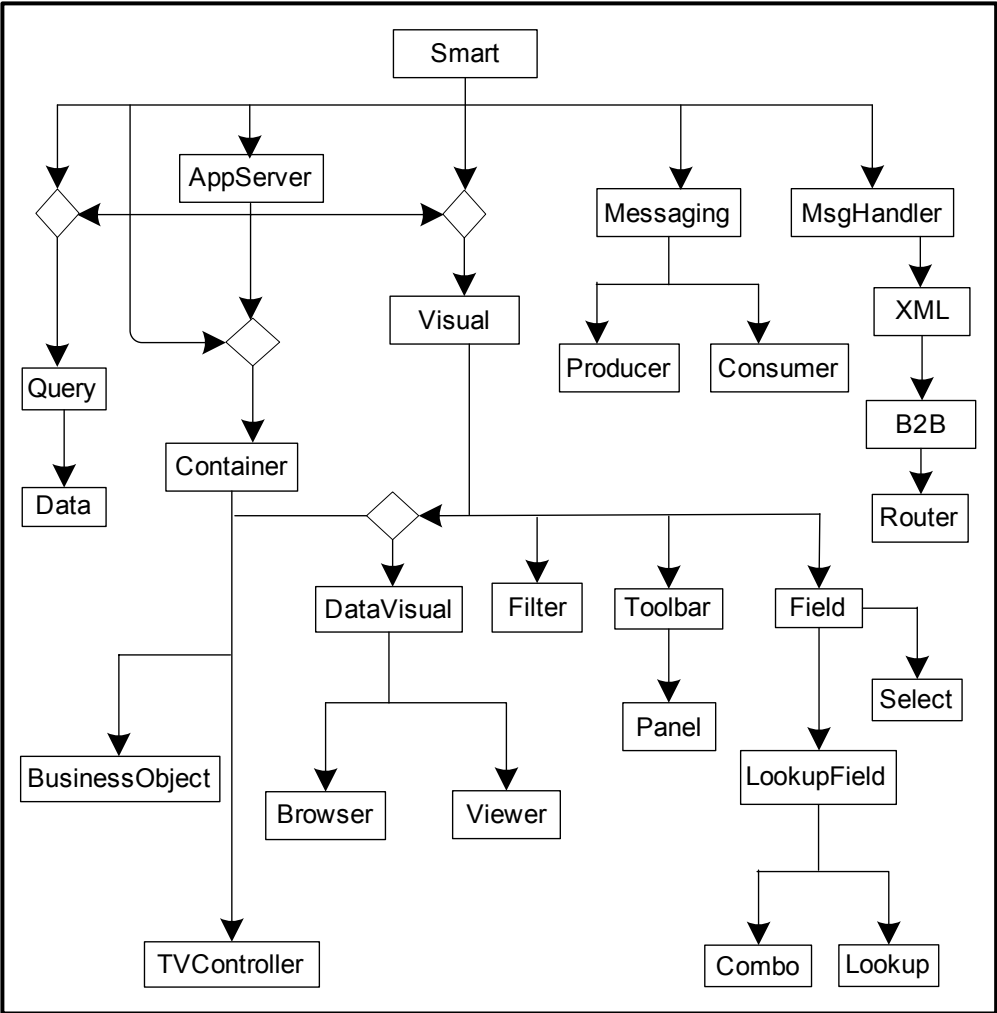 Smart
AppServer
Messaging
MsgHandler
Visual
XML
Producer
Consumer
Query
B2B
Container
Data
Router
DataVisual
Filter
Toolbar
Field
Select
Panel
BusinessObject
LookupField
Browser
Viewer
TVController
Combo
Lookup